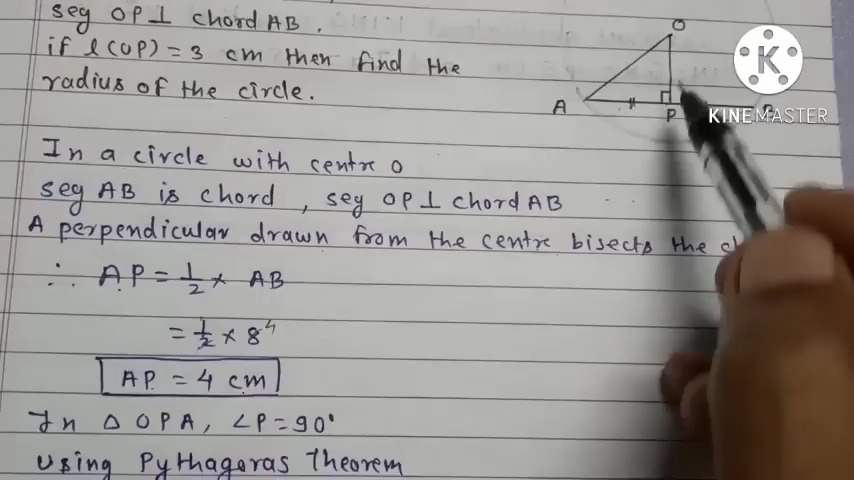 seg OP⊥ chord AB.
if l(OP) = 3 cm then find the
radius of the circle.
O
A
P
K
KINEMASTER
In a circle with centre O
seg AB is chord, seg OP⊥ chord AB
A perpendicular drawn from the centre bisects the
∴ AP = 1/2 × AB
= 1/2 × 8 4
AP = 4 cm
In △ OPA, ∠P = 90°
Using Pythagoras Theorem